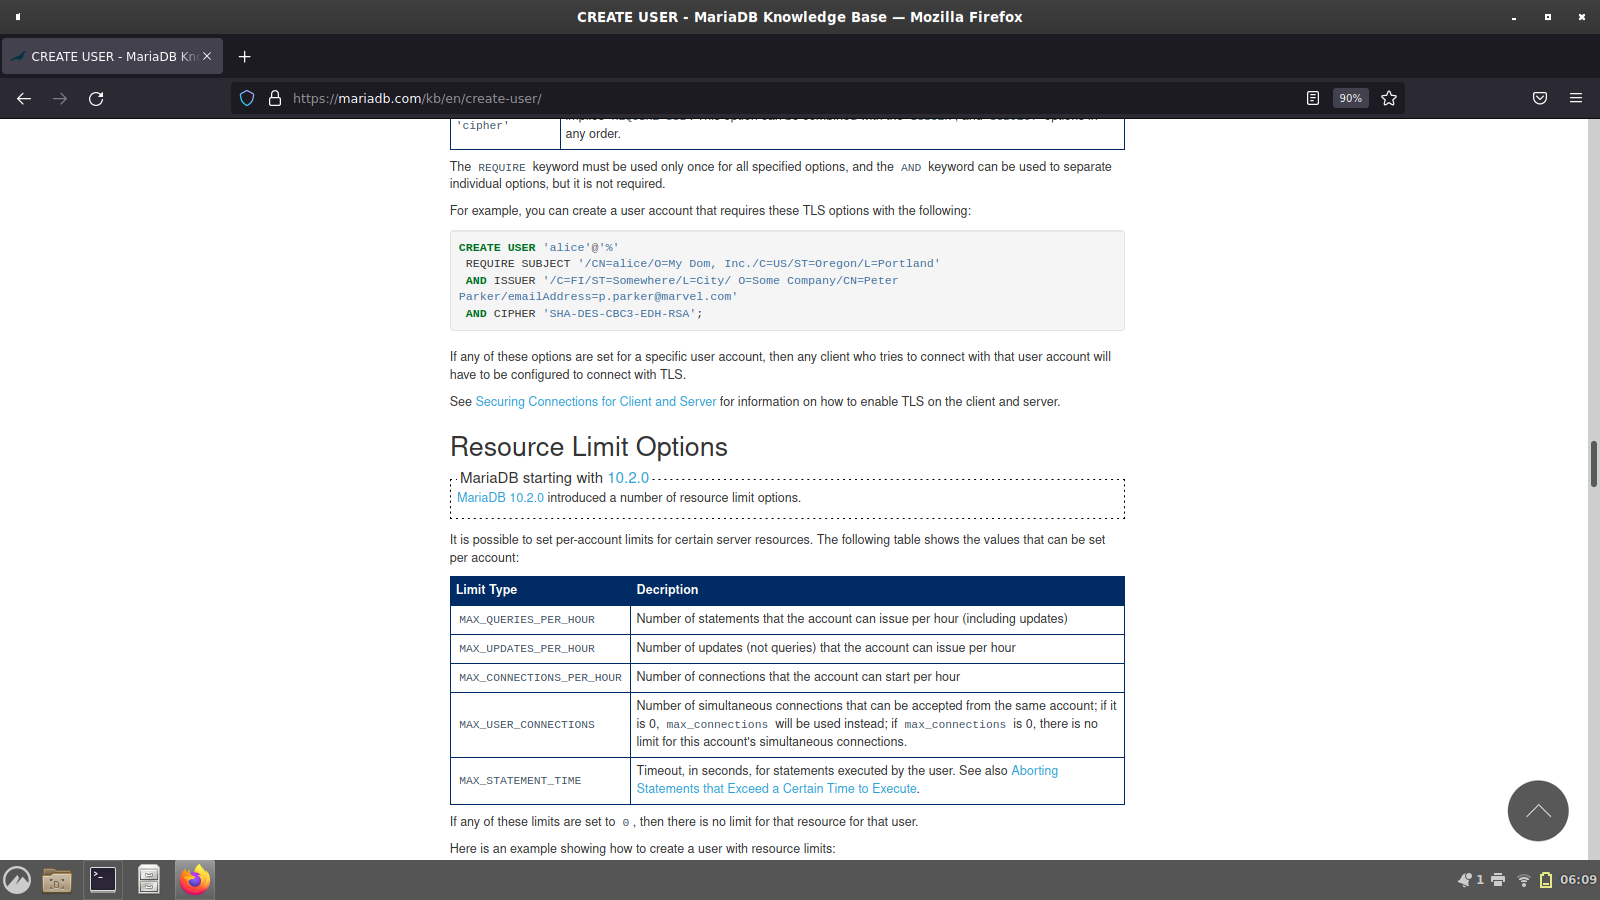 CREATE USER - MariaDB Knowledge Base — Mozilla Firefox
CREATE USER - MariaDB Kn
https://mariadb.com/kb/en/create-user/
90%
'cipher'
any order.
The REQUIRE keyword must be used only once for all specified options, and the AND keyword can be used to separate
individual options, but it is not required.
For example, you can create a user account that requires these TLS options with the following:
CREATE USER 'alice'@'%'
REQUIRE SUBJECT '/CN=alice/O=My Dom, Inc./C=US/ST=Oregon/L=Portland'
AND ISSUER '/C=FI/ST=Somewhere/L=City/ O=Some Company/CN=Peter
Parker/emailAddress=p.parker@marvel.com'
AND CIPHER 'SHA-DES-CBC3-EDH-RSA';
If any of these options are set for a specific user account, then any client who tries to connect with that user account will
have to be configured to connect with TLS.
See Securing Connections for Client and Server for information on how to enable TLS on the client and server.
Resource Limit Options
MariaDB starting with 10.2.0
MariaDB 10.2.0 introduced a number of resource limit options.
It is possible to set per-account limits for certain server resources. The following table shows the values that can be set
per account:
Limit Type Decription
MAX_QUERIES_PER_HOUR Number of statements that the account can issue per hour (including updates)
MAX_UPDATES_PER_HOUR Number of updates (not queries) that the account can issue per hour
MAX_CONNECTIONS_PER_HOUR Number of connections that the account can start per hour
Number of simultaneous connections that can be accepted from the same account; if it
MAX_USER_CONNECTIONS is 0, max_connections will be used instead; if max_connections is 0, there is no
limit for this account's simultaneous connections.
MAX_STATEMENT_TIME Timeout, in seconds, for statements executed by the user. See also Aborting
Statements that Exceed a Certain Time to Execute.
If any of these limits are set to 0, then there is no limit for that resource for that user.
Here is an example showing how to create a user with resource limits:
1
06:09